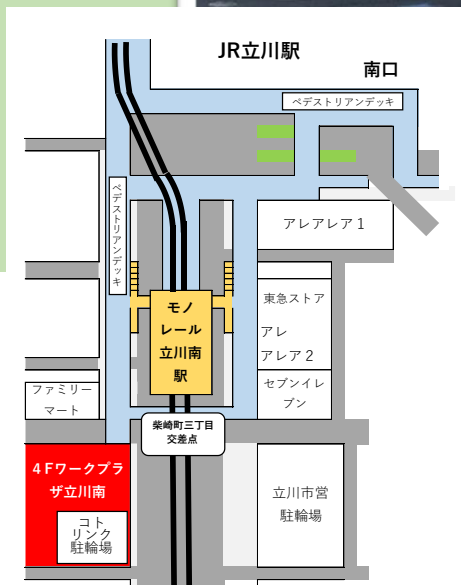 JR立川駅
南口
ペデストリアンデッキ
ペデストリアンデッキ
アレアレア1
東急ストア
アレ
アレア2
セブンイレ
ブン
モノ
レール
立川南
駅
ファミリー
マート
柴崎町三丁目
交差点
4Fワークプラ
ザ立川南
コト
リンク
駐輪場
立川市営
駐輪場